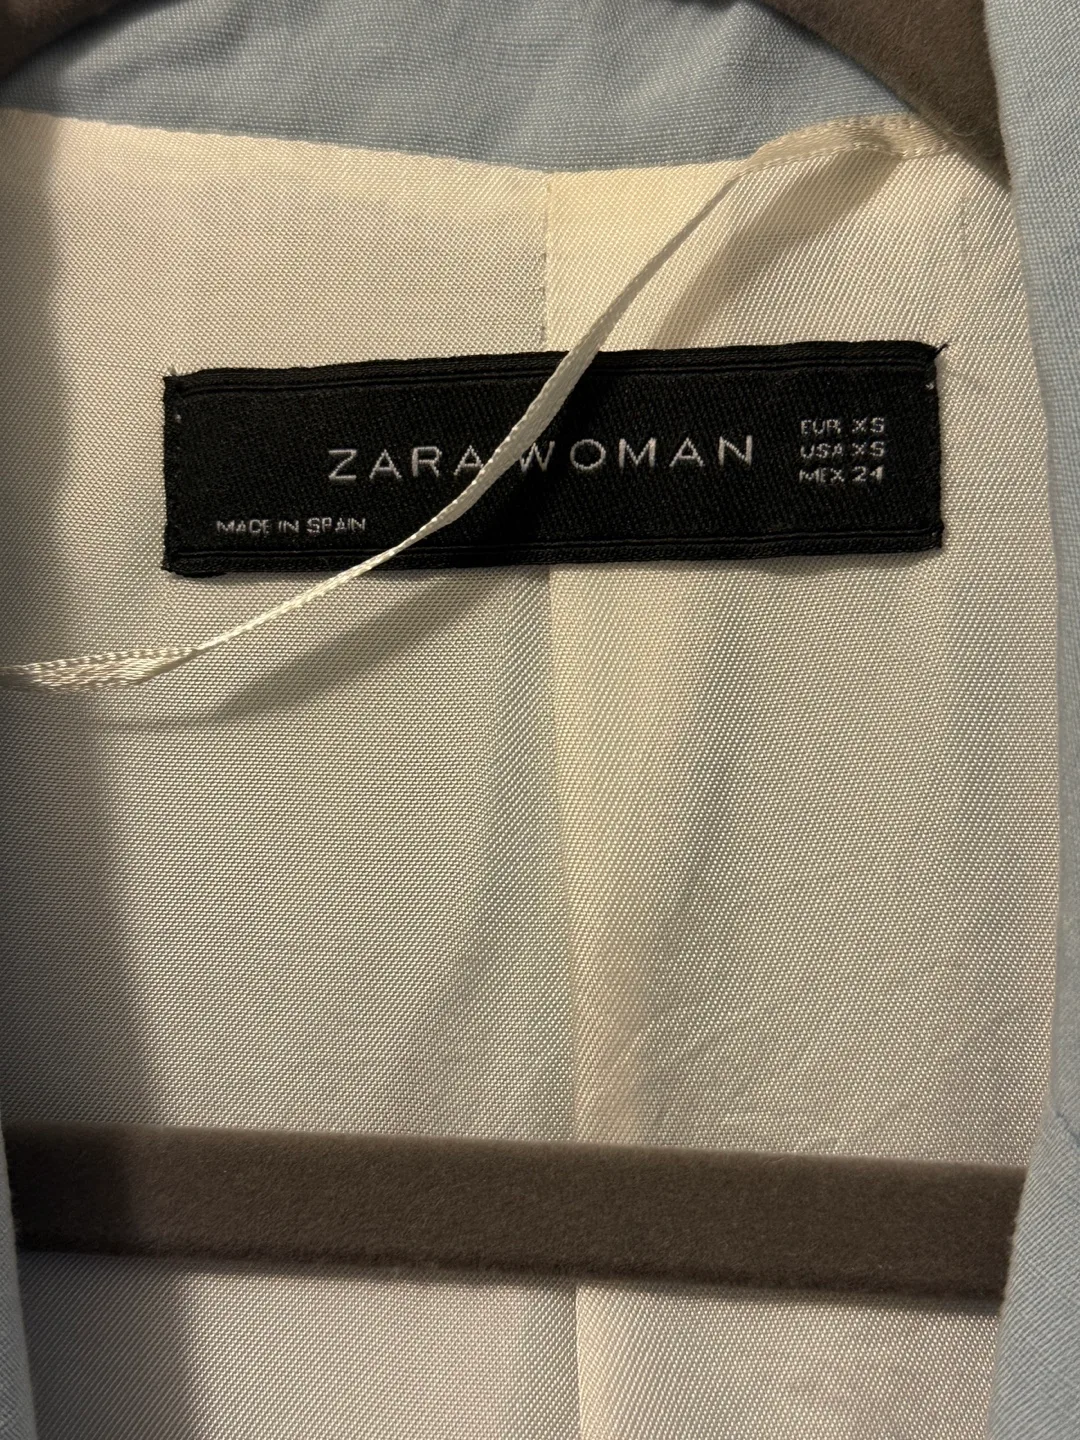 ZARA WOMAN
EUR XS
USA XS
MEX 24
MADE IN SPAIN